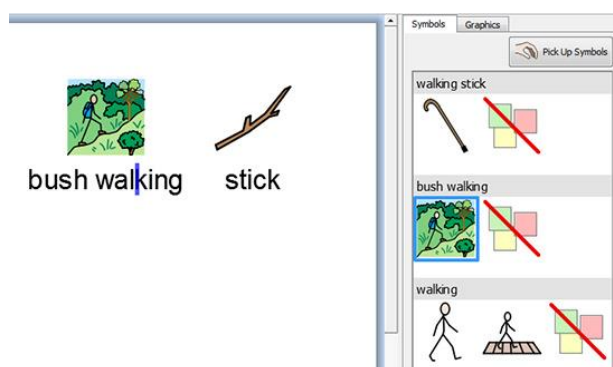 Symbols Graphics
Pick Up Symbols
walking stick
bush walking stick
bush walking
walking